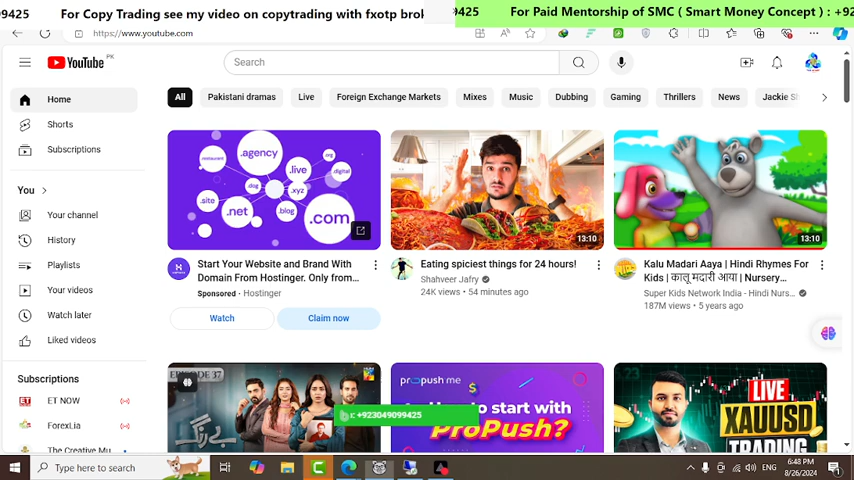 09425
For Copy Trading see my video on copytrading with fxotp brok
9425
For Paid Mentorship of SMC ( Smart Money Concept ) : +92
https://www.youtube.com
YouTube PK
Search
Home
Shorts
Subscriptions
You
Your channel
History
Playlists
Your videos
Watch later
Liked videos
Subscriptions
ET NOW
ForexLia
The Creative Mu
All
Pakistani dramas
Live
Foreign Exchange Markets
Mixes
Music
Dubbing
Gaming
Thrillers
News
Jackie
restaurant
.agency
.org
.live
.digital
.dog
.xyz
.site
.net
.blog
.com
Start Your Website and Brand With
Domain From Hostinger. Only from...
Sponsored · Hostinger
Watch
Claim now
13:10
Eating spiciest things for 24 hours!
Shahveer Jafry
24K views • 54 minutes ago
13:10
Kalu Madari Aaya | Hindi Rhymes For
Kids | कालू मदारी आया | Nursery...
Super Kids Network India - Hindi Nurs...
187M views • 5 years ago
EPISODE 37
propush me
to start with
ProPush?
LIVE
XAUUSD
TRADING
: +923049099425
Type here to search
ENG
6:48 PM
8/26/2024